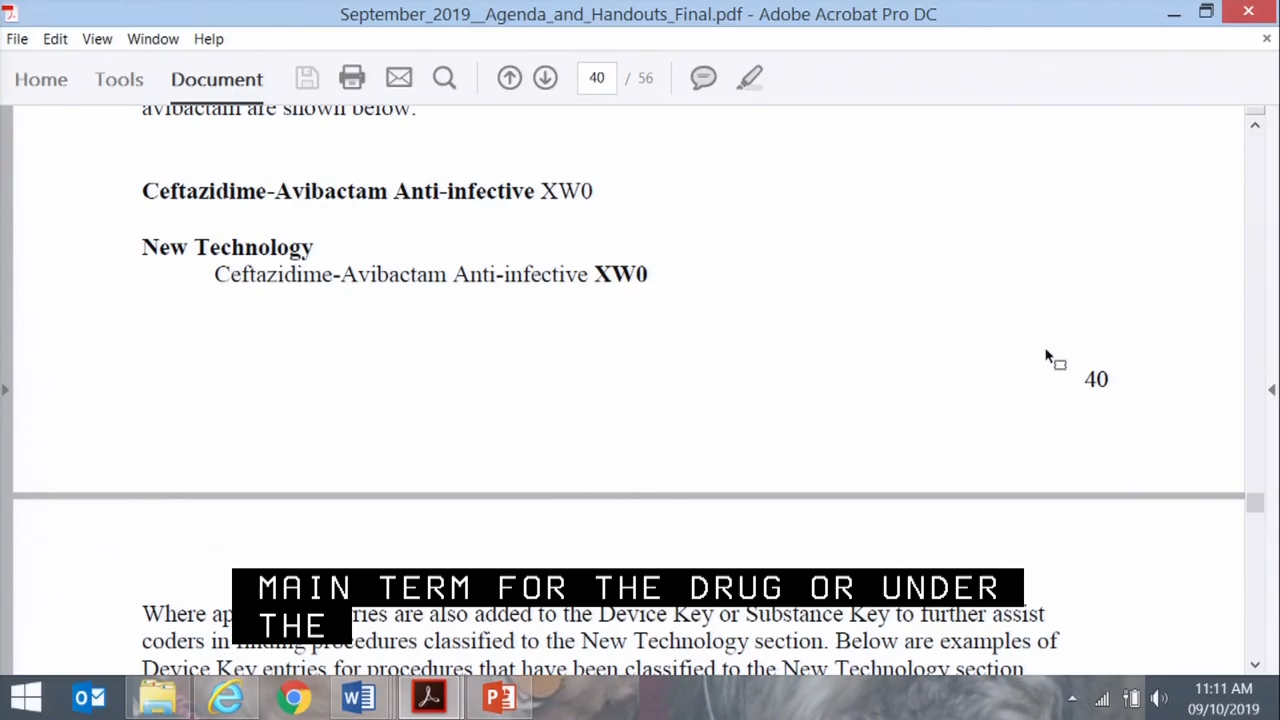 September_2019__Agenda_and_Handouts_Final.pdf - Adobe Acrobat Pro DC
File Edit View Window Help
Home Tools Document 40 / 56
avibactam are shown below.
Ceftazidime-Avibactam Anti-infective XW0
New Technology
Ceftazidime-Avibactam Anti-infective XW0
40
MAIN TERM FOR THE DRUG OR UNDER
THE
Where ries are also added to the Device Key or Substance Key to further assist
coders in procedures classified to the New Technology section. Below are examples of
Device Key entries for procedures that have been classified to the New Technology section
11:11 AM
09/10/2019